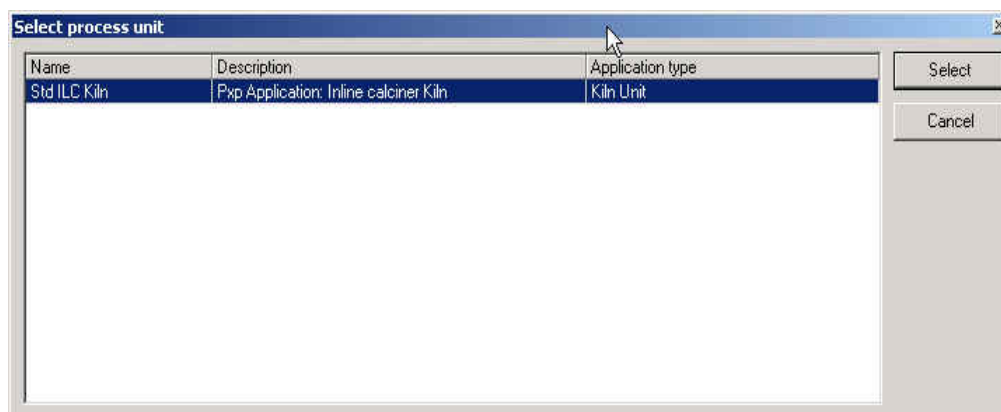 Select process unit
Name Description Application type Select
Std ILC Kiln Pxp Application: Inline calciner Kiln Kiln Unit
Cancel